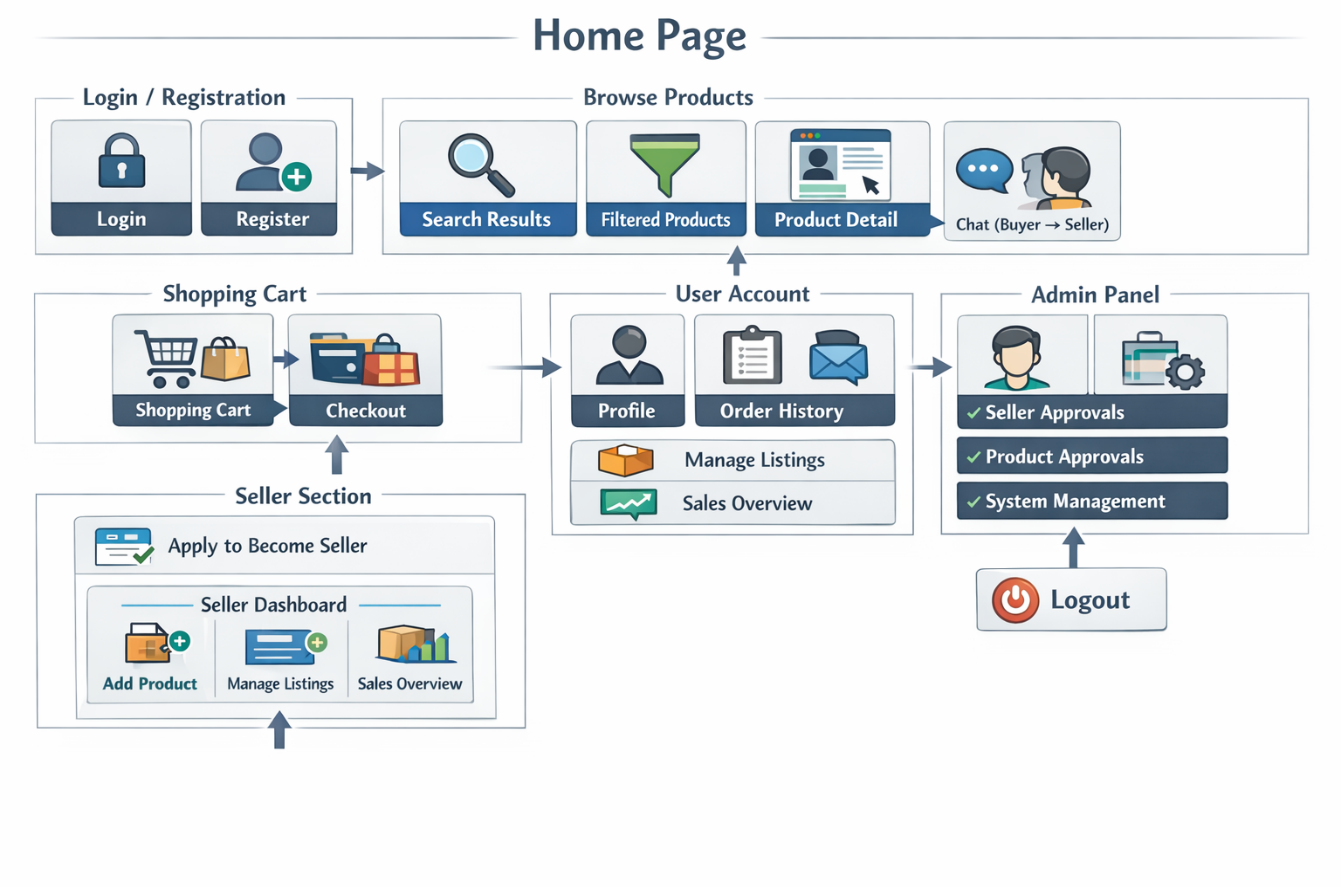 Home Page
Login / Registration
Login
Register
Browse Products
Search Results
Filtered Products
Product Detail
Chat (Buyer → Seller)
Shopping Cart
Shopping Cart
Checkout
User Account
Profile
Order History
Manage Listings
Sales Overview
Admin Panel
✓ Seller Approvals
✓ Product Approvals
✓ System Management
Logout
Seller Section
Apply to Become Seller
Seller Dashboard
Add Product
Manage Listings
Sales Overview